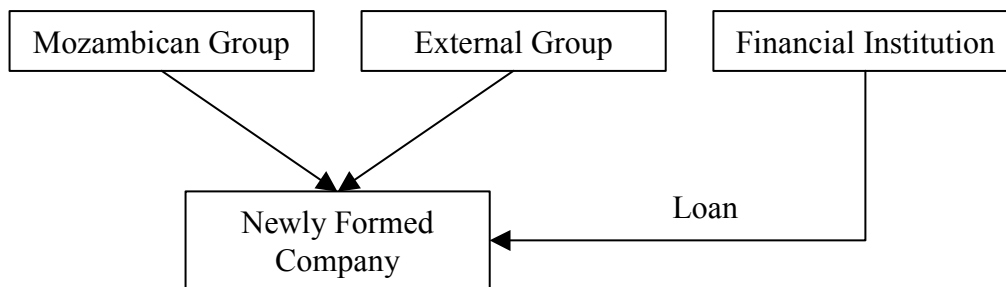 Mozambican Group
External Group
Financial Institution
Loan
Newly Formed
Company